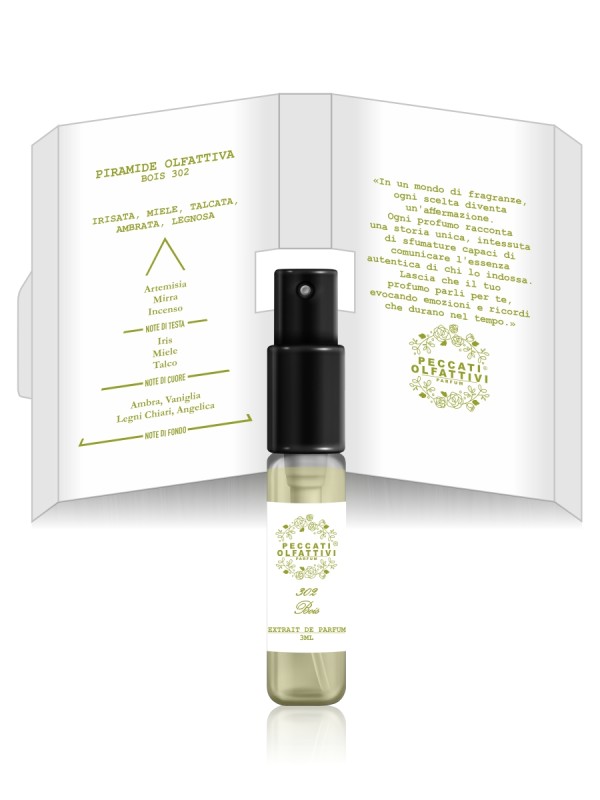 PIRAMIDE OLFATTIVA
BOIS 302
IRISATA, MIELE, TALCATA,
AMBRATA, LEGNOSA
Artemisia
Mirra
Incenso
NOTE DI TESTA
Iris
Miele
Talco
NOTE DI CUORE
Ambra, Vaniglia
Legni Chiari, Angelica
NOTE DI FONDO
«In un mondo di fragranze,
ogni scelta diventa
un'affermazione.
Ogni profumo racconta
una storia unica, intessuta
di sfumature capaci di
comunicare l'essenza
autentica di chi lo indossa.
Lascia che il tuo
profumo parli per te,
evocando emozioni e ricordi
che durano nel tempo.»
PECCATI
OLFATTIVI
PARFUM
PECCATI
OLFATTIVI
PARFUM
302
Bois
EXTRAIT DE PARFUM
3ML